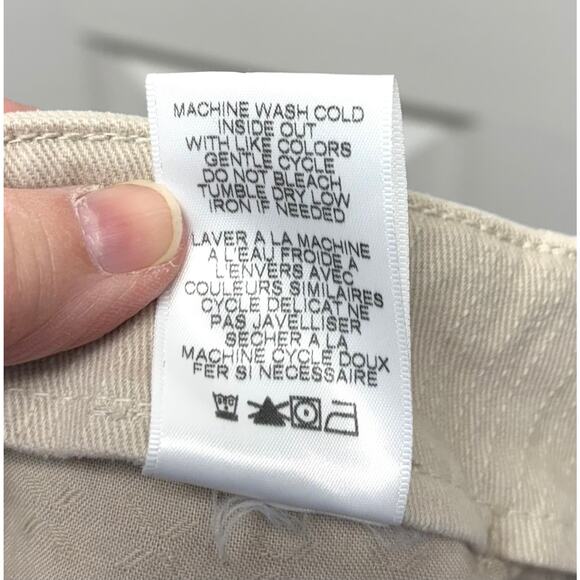 MACHINE WASH COLD
INSIDE OUT
WITH LIKE COLORS
GENTLE CYCLE
DO NOT BLEACH
TUMBLE DRY LOW
IRON IF NEEDED
LAVER A LA MACHINE
A L'EAU FROIDE A
L'ENVERS AVEC
COULEURS SIMILAIRES
CYCLE DELICAT NE
PAS JAVELLISER
SECHER A LA
MACHINE CYCLE DOUX
FER SI NECESSAIRE